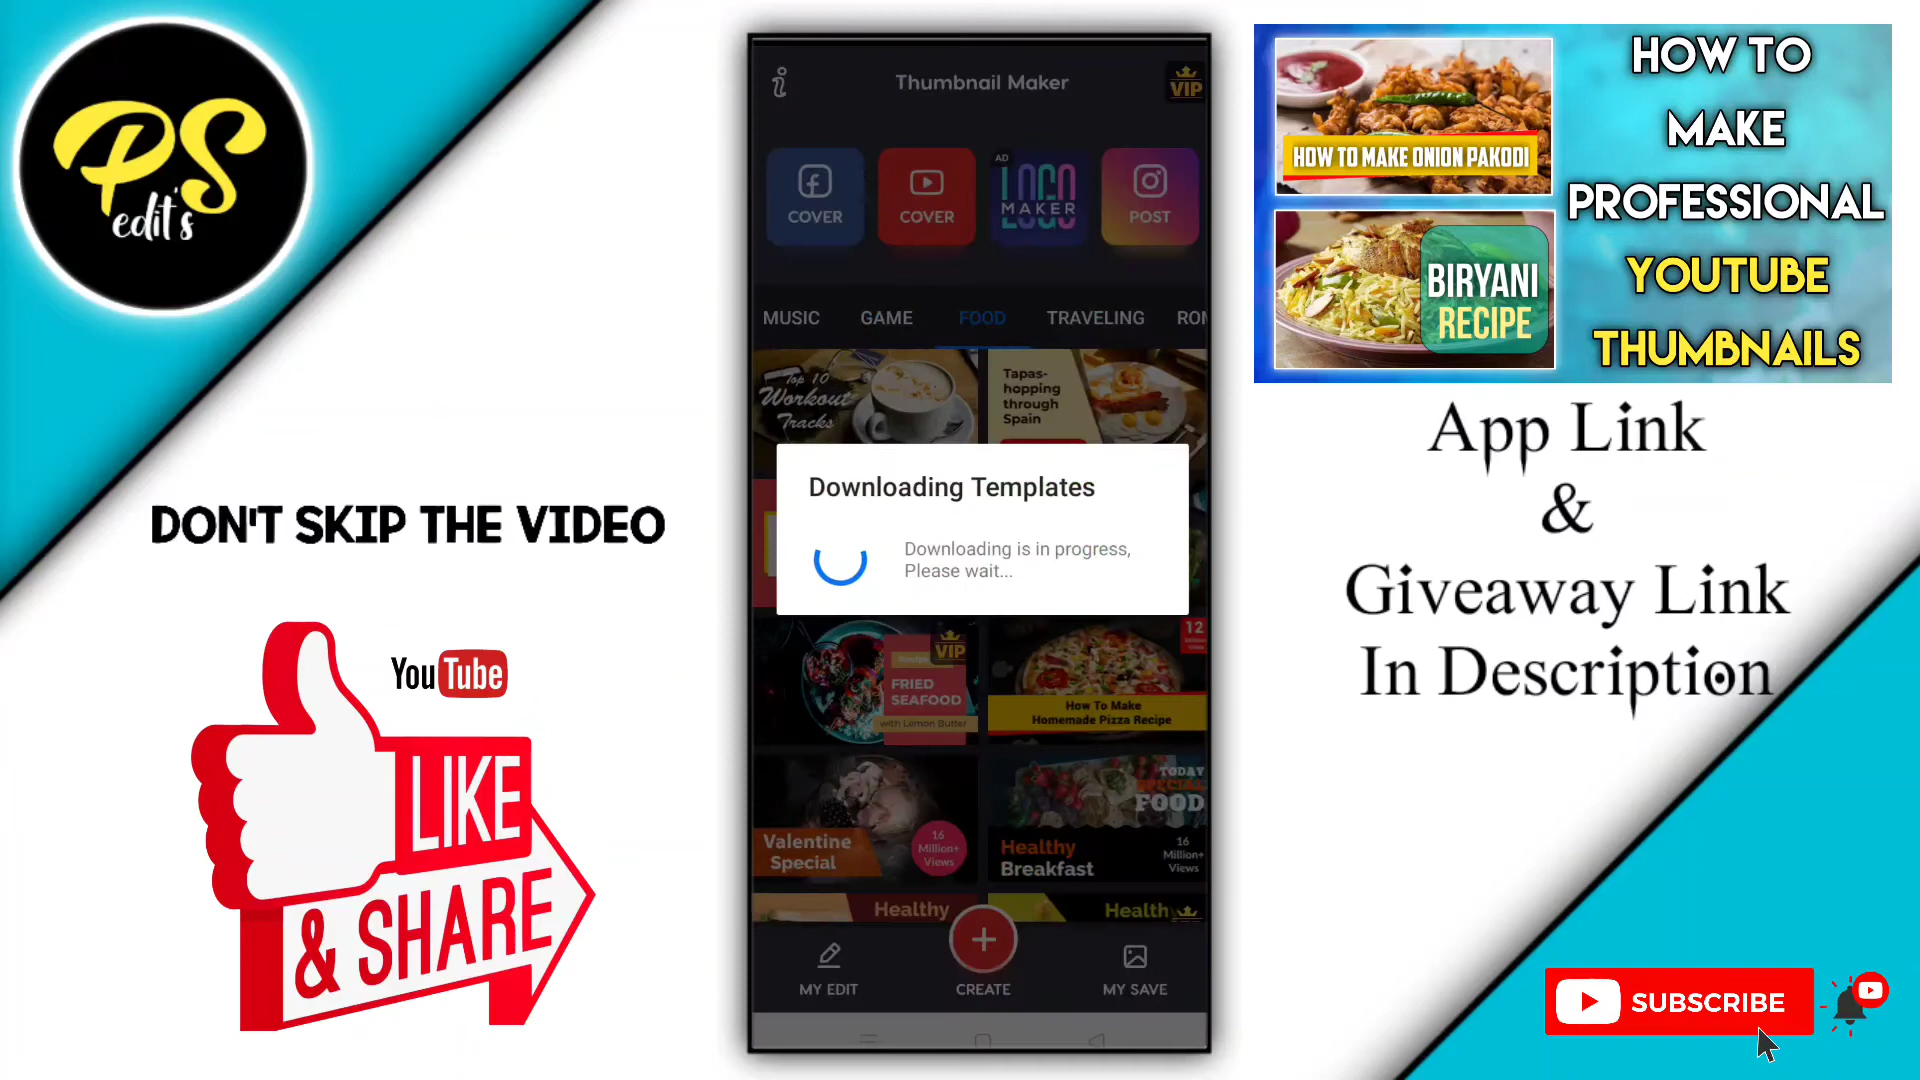 PS
edit's
DON'T SKIP THE VIDEO
YouTube
LIKE
& SHARE
Thumbnail Maker
VIP
COVER
COVER
AD
LOGO
MAKER
POST
MUSIC
GAME
FOOD
TRAVELING
ROM
Top 10
Workout
Tracks
Tapas-
hopping
through
Spain
Downloading Templates
Downloading is in progress,
Please wait...
VIP
FRIED
SEAFOOD
with Lemon Butter
12
How To Make
Homemade Pizza Recipe
Valentine
Special
16
Million+
Views
TODAY
SPECIAL
FOOD
Healthy
Breakfast
16
Million+
Views
Healthy
Health
MY EDIT
CREATE
MY SAVE
HOW TO MAKE ONION PAKODI
BIRYANI
RECIPE
HOW TO
MAKE
PROFESSIONAL
YOUTUBE
THUMBNAILS
App Link
&
Giveaway Link
In Description
SUBSCRIBE